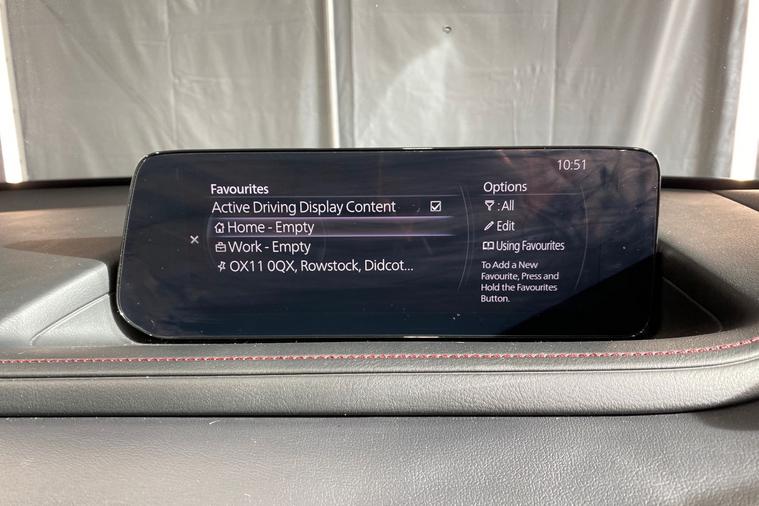 10:51
Favourites
Active Driving Display Content
Home - Empty
Work - Empty
OX11 0QX, Rowstock, Didcot...
Options
: All
Edit
Using Favourites
To Add a New
Favourite, Press and
Hold the Favourites
Button.